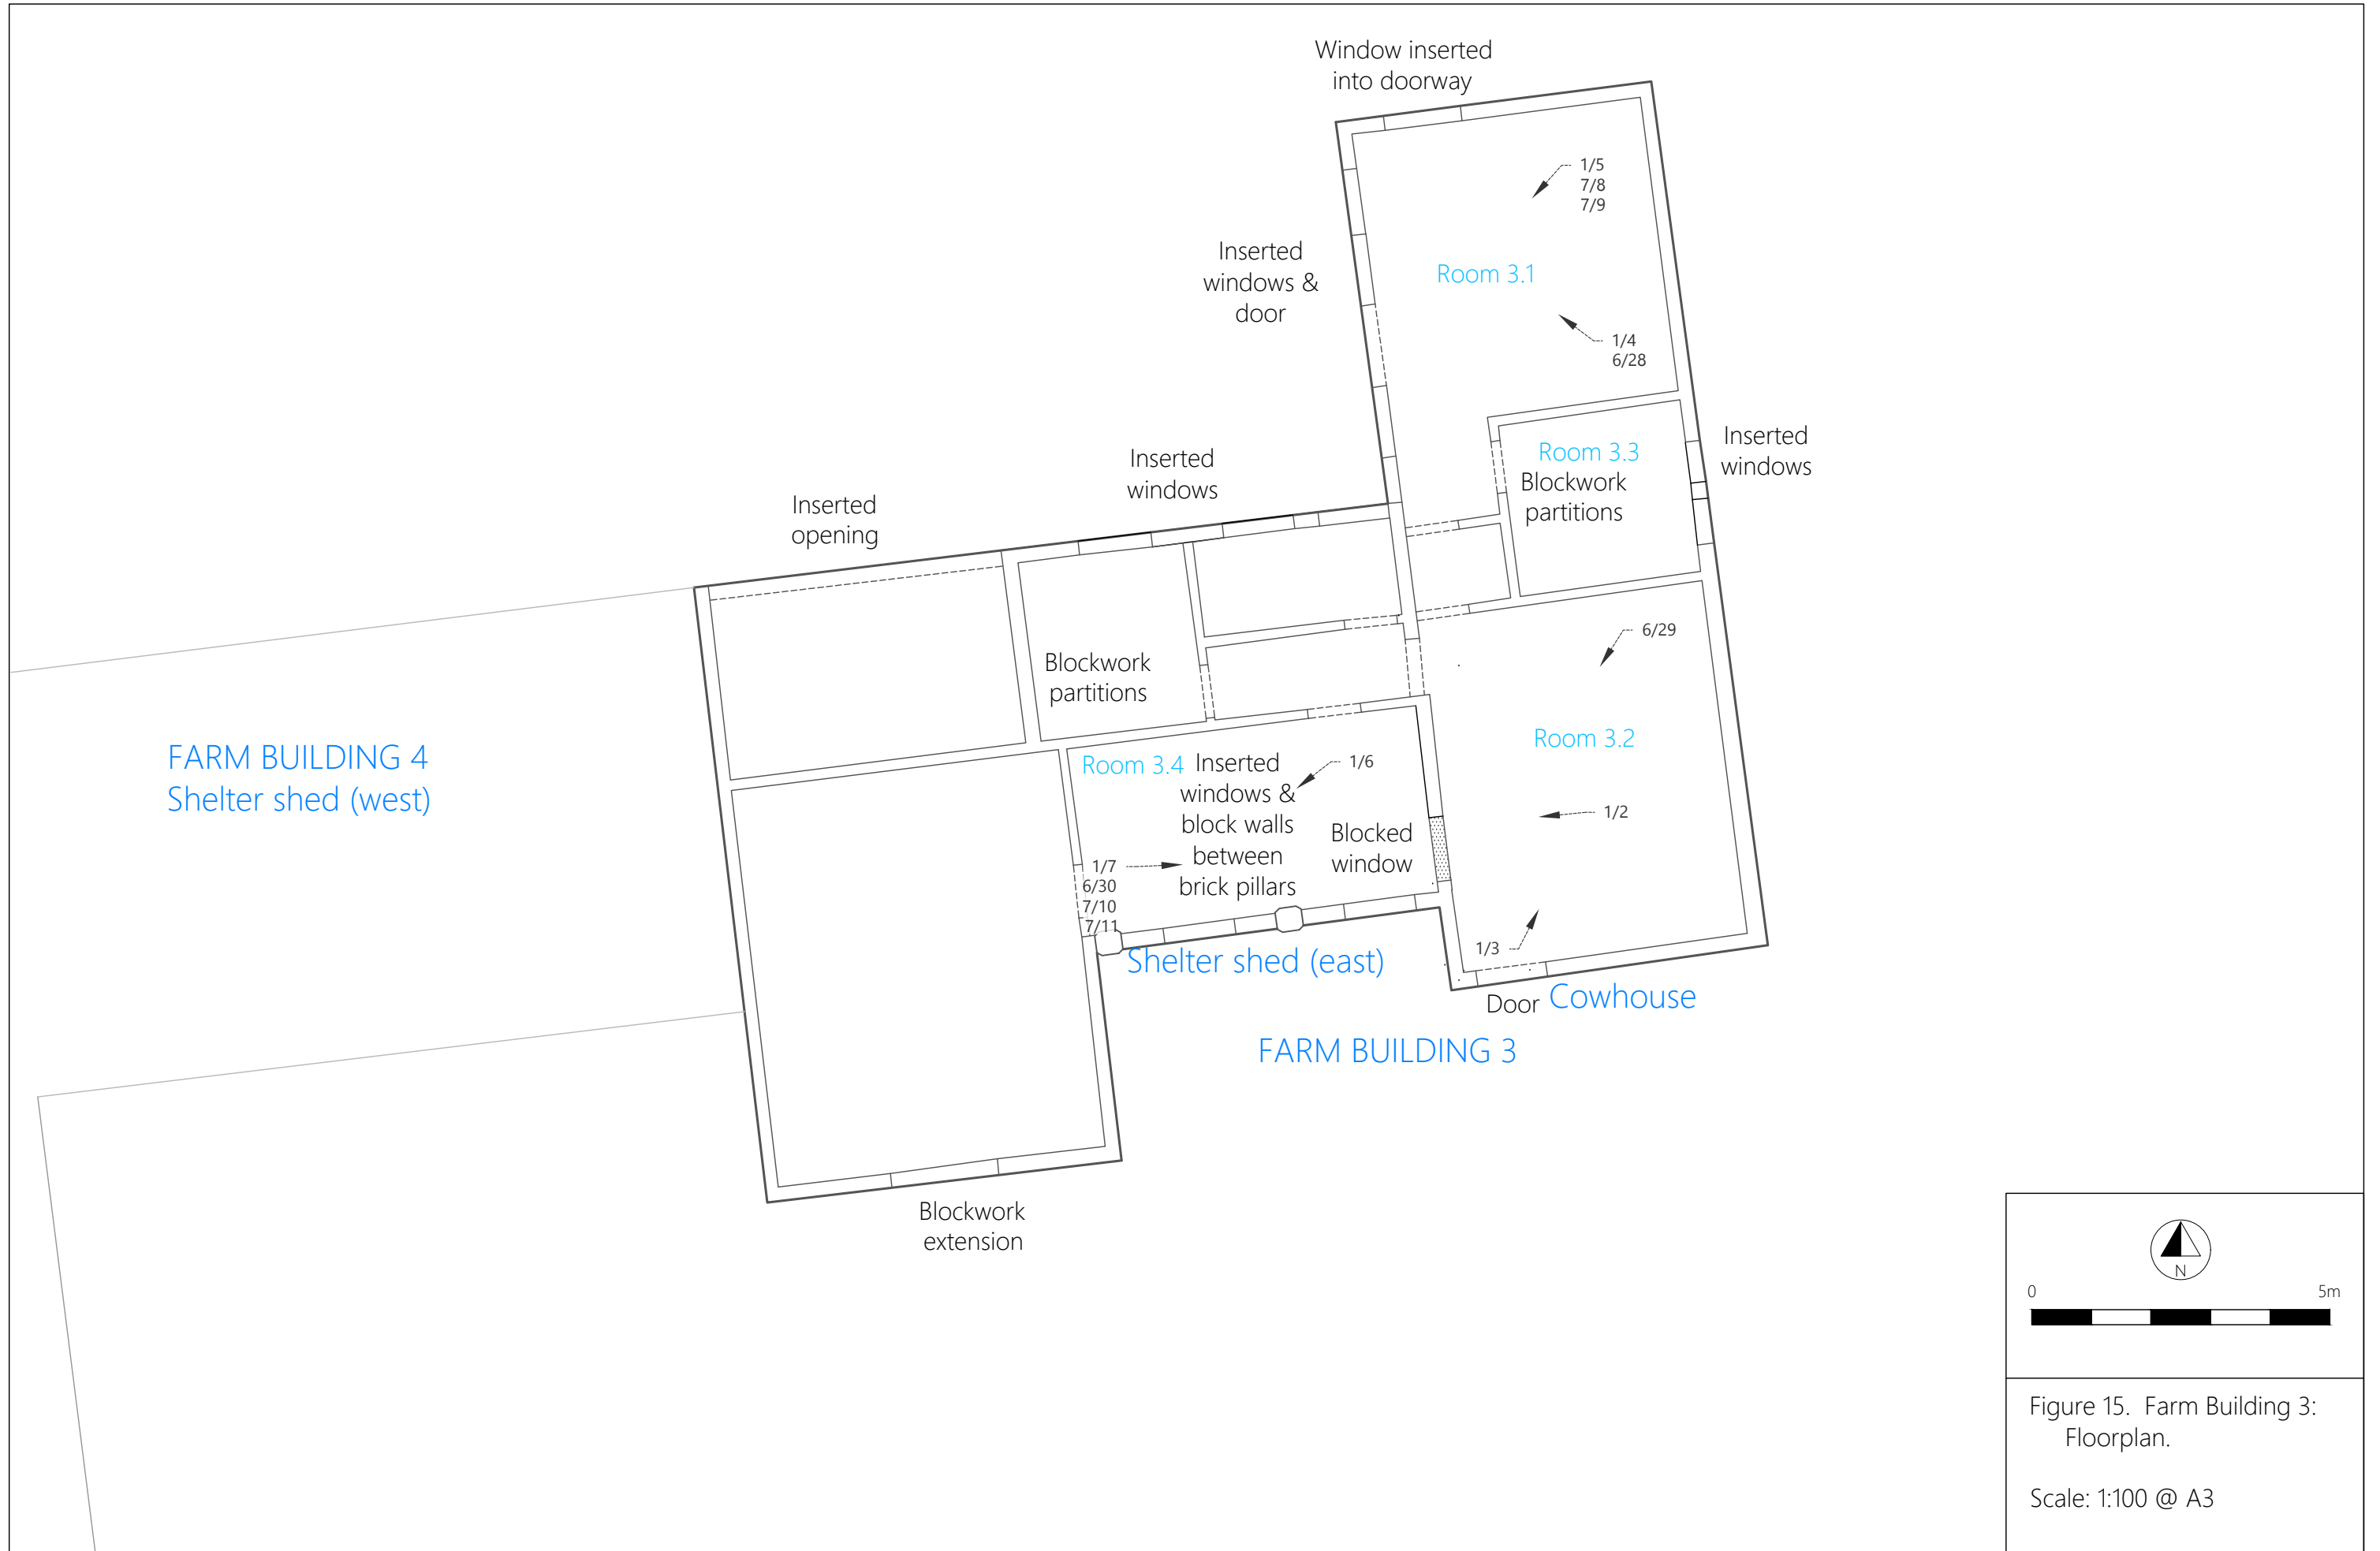 Window inserted
into doorway
1/5
7/8
7/9
Inserted
windows &
door
Room 3.1
1/4
6/28
Inserted
windows
Room 3.3
Blockwork
partitions
Inserted
windows
Inserted
opening
6/29
Blockwork
partitions
Room 3.2
FARM BUILDING 4
Shelter shed (west)
Room 3.4
Inserted
windows &
block walls
between
brick pillars
1/6
1/2
Blocked
window
1/7
6/30
7/10
7/11
1/3
Shelter shed (east)
Door
Cowhouse
FARM BUILDING 3
Blockwork
extension
N
0 5m
Figure 15. Farm Building 3:
Floorplan.
Scale: 1:100 @ A3